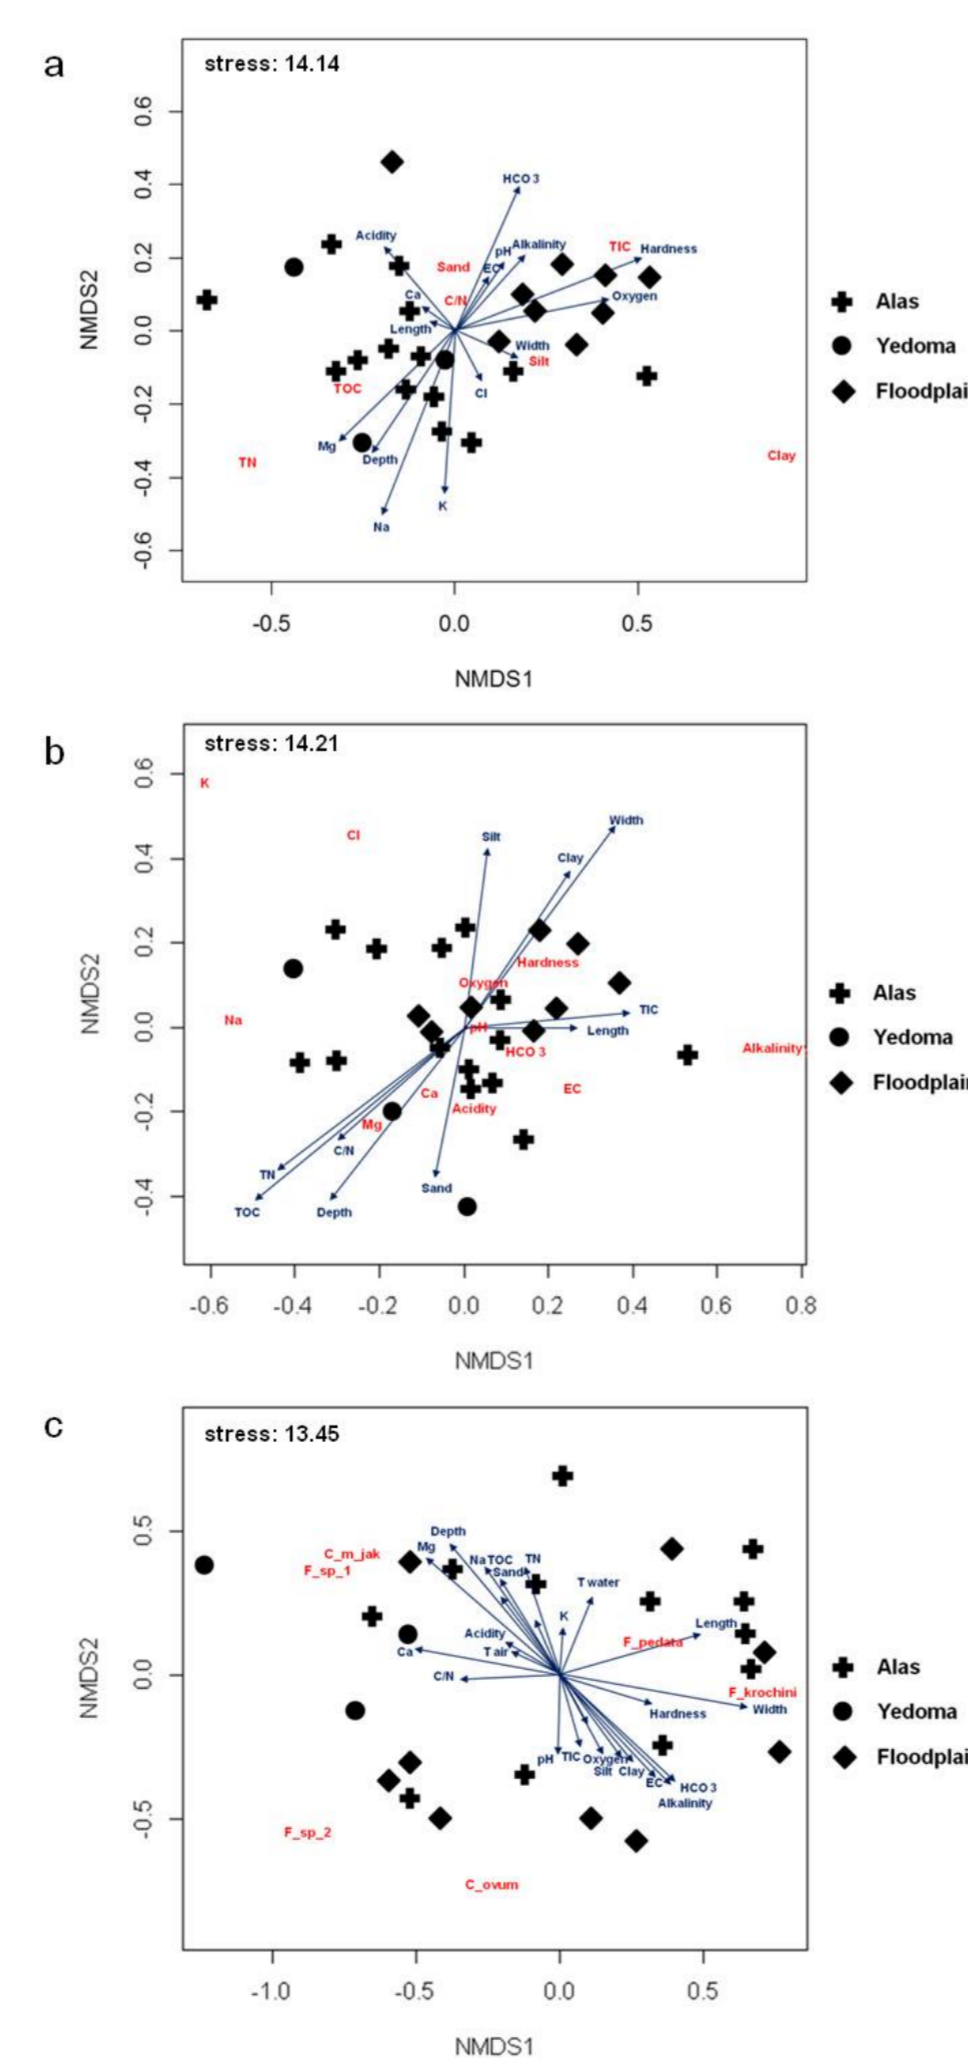 a
stress: 14.14
0.6
0.4
0.2
0.0
-0.2
-0.4
-0.6
NMDS2
HCO 3
Acidity
pH
Alkalinity
EC
TIC
Hardness
Sand
Ca
C/N
Oxygen
Length
Width
Silt
TOC
Cl
Mg
Depth
TN
Clay
K
Na
-0.5
0.0
0.5
NMDS1
Alas
Yedoma
Floodplai
b
stress: 14.21
0.6
0.4
0.2
0.0
-0.2
-0.4
NMDS2
K
Cl
Silt
Width
Clay
Hardness
Oxygen
TIC
Na
pH
Length
HCO 3
Alkalinity
EC
Ca
Acidity
Mg
C/N
TN
Sand
TOC
Depth
-0.6
-0.4
-0.2
0.0
0.2
0.4
0.6
0.8
NMDS1
Alas
Yedoma
Floodplai
c
stress: 13.45
0.5
0.0
-0.5
NMDS2
Depth
Mg
C_m_jak
F_sp_1
Na TOC
TN
Sand
T water
K
Length
Acidity
F_pedata
Ca
T air
C/N
F_krochini
Hardness
Width
pH
TIC
Oxygen
Silt
Clay
EC
HCO 3
Alkalinity
F_sp_2
C_ovum
-1.0
-0.5
0.0
0.5
NMDS1
Alas
Yedoma
Floodplai